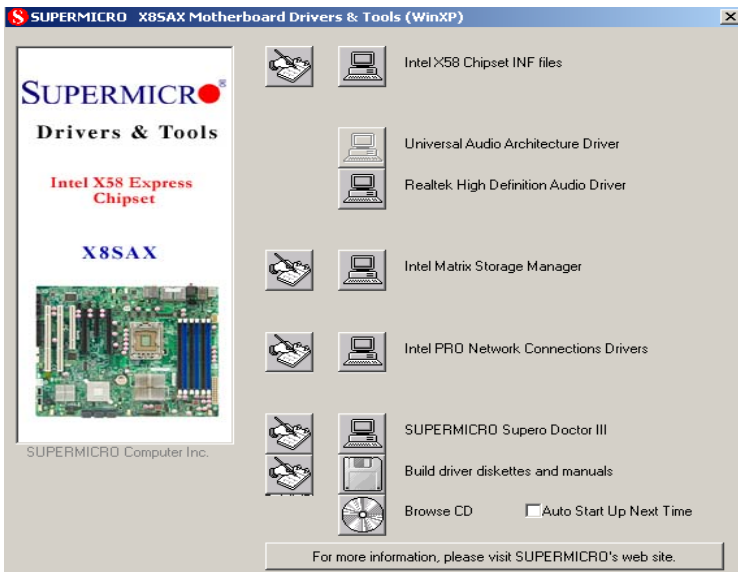 SUPERMICRO X8SAX Motherboard Drivers & Tools (WinXP)
SUPERMICRO®
Drivers & Tools
Intel X58 Express
Chipset
X8SAX
SUPERMICRO Computer Inc.
Intel X58 Chipset INF files
Universal Audio Architecture Driver
Realtek High Definition Audio Driver
Intel Matrix Storage Manager
Intel PRO Network Connections Drivers
SUPERMICRO Supero Doctor III
Build driver diskettes and manuals
Browse CD
Auto Start Up Next Time
For more information, please visit SUPERMICRO's web site.